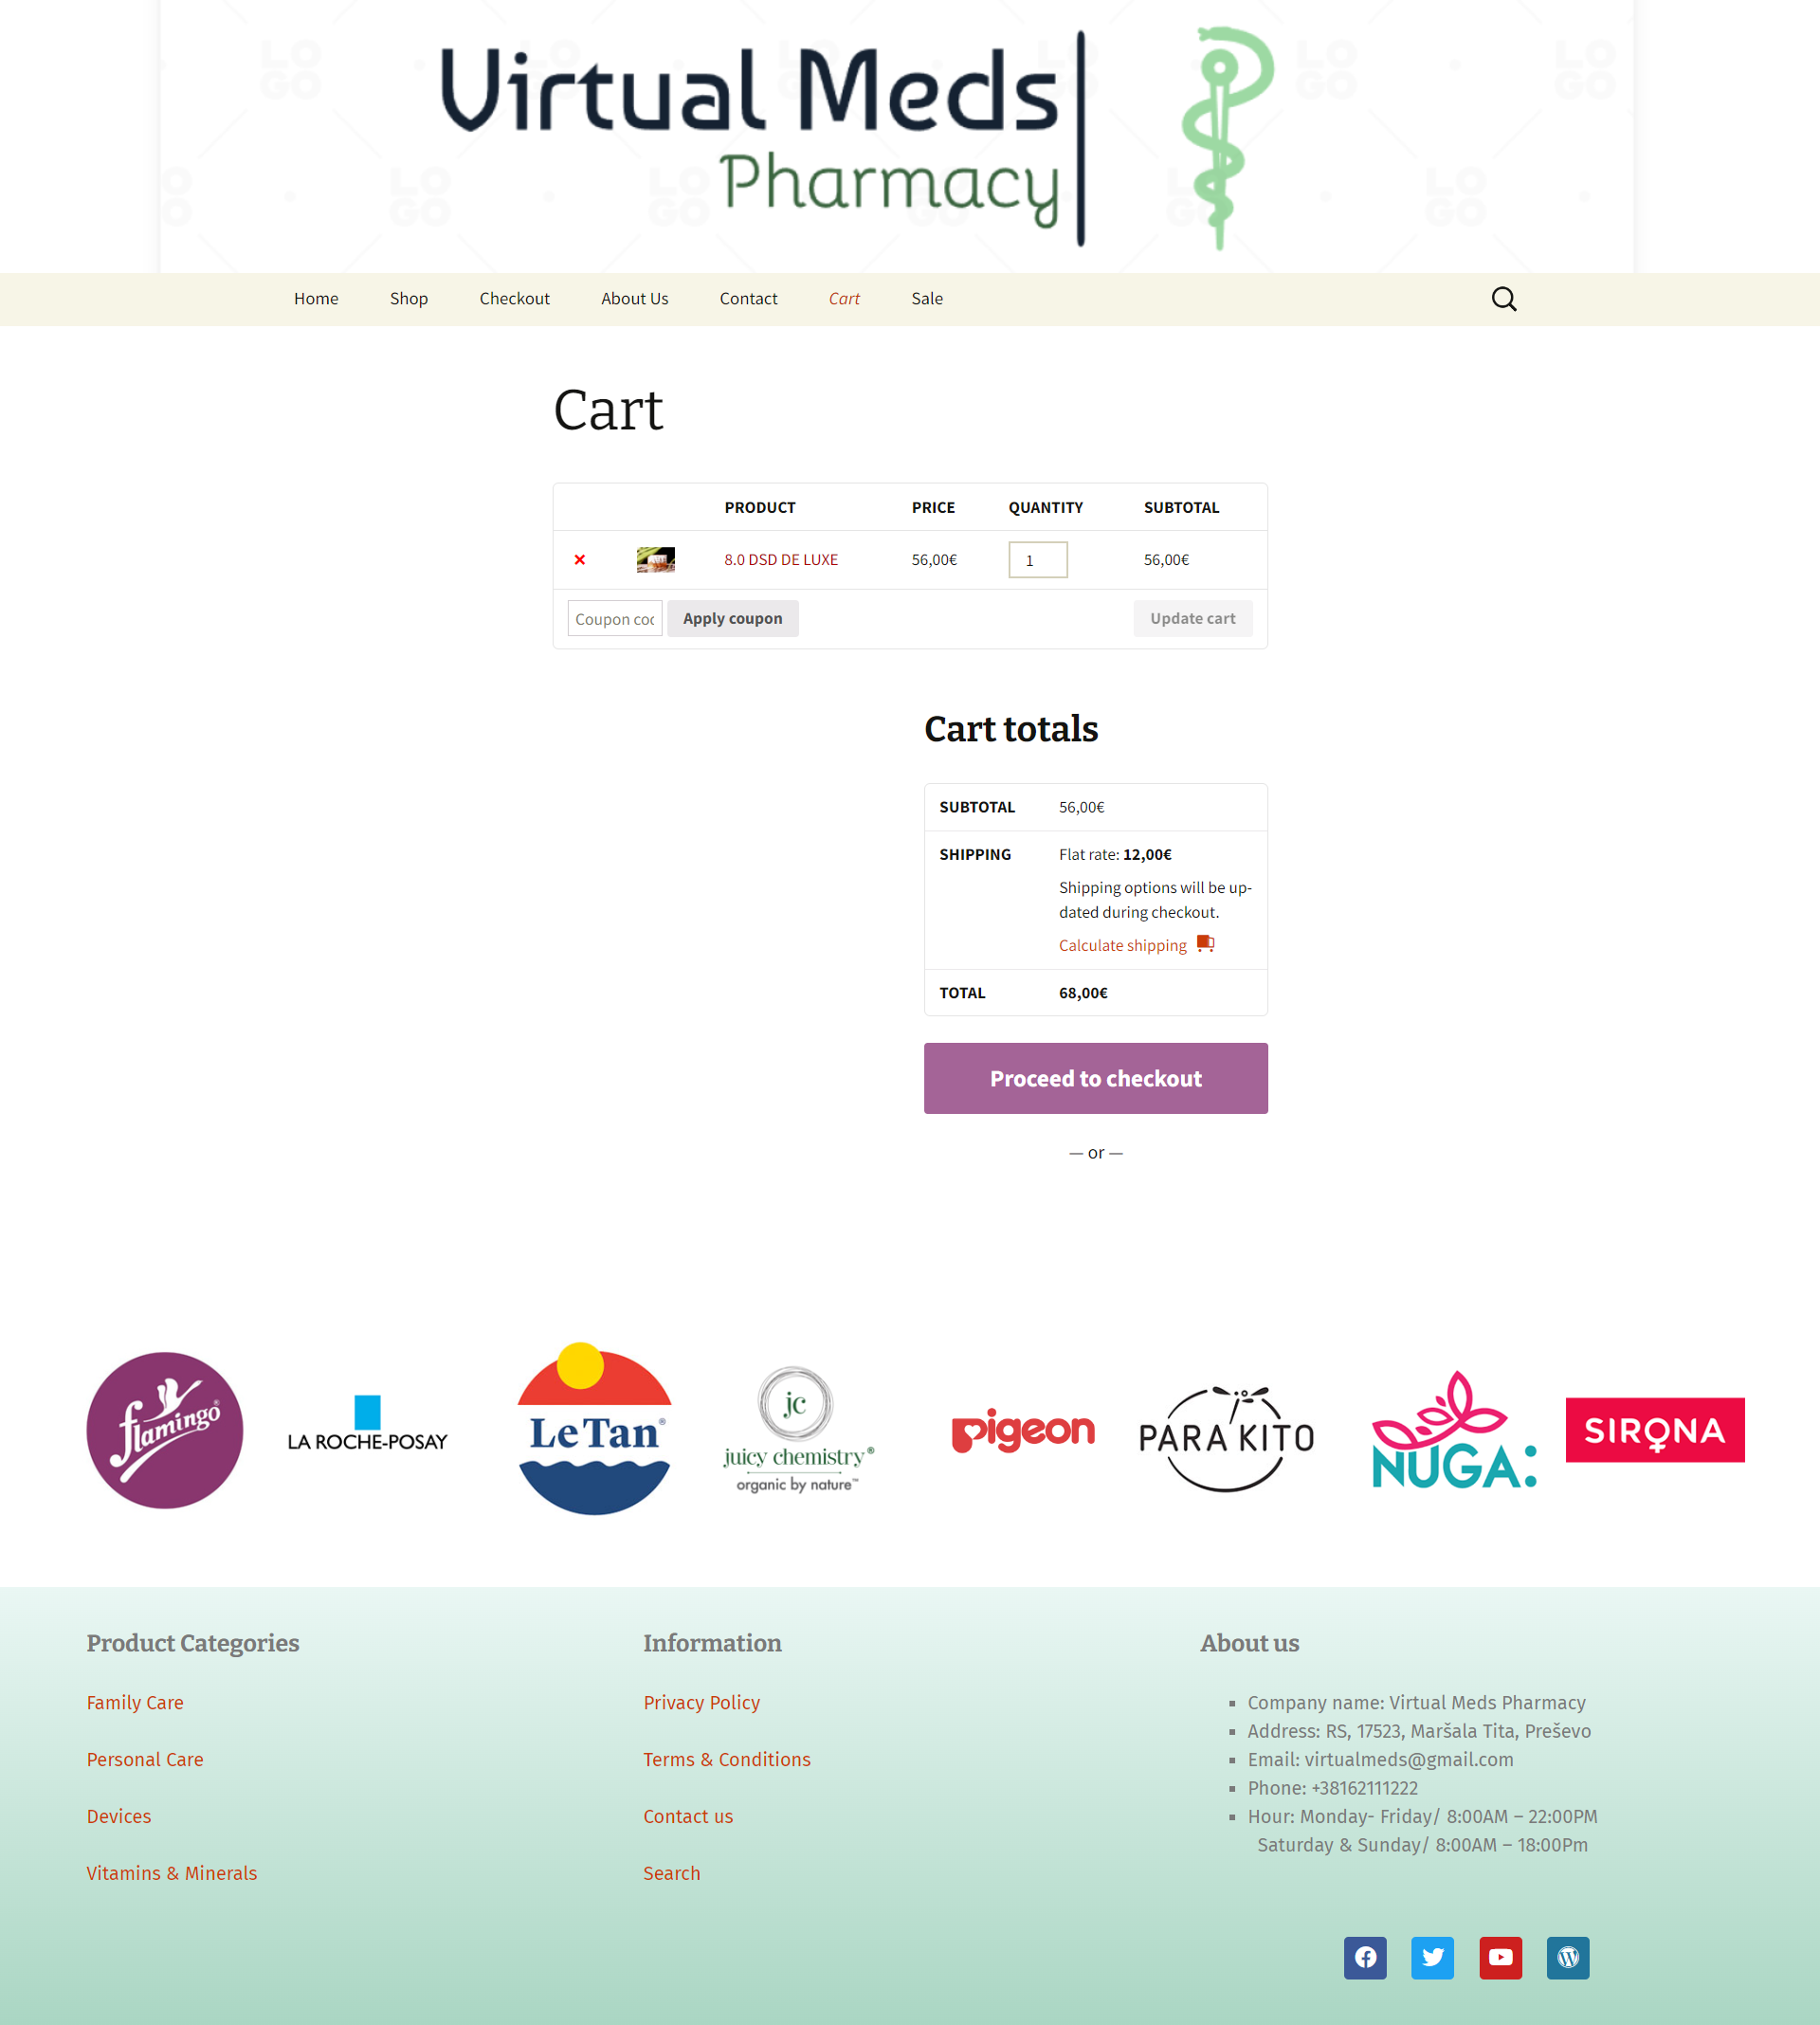 Virtual Meds
Pharmacy
Home Shop Checkout About Us Contact Cart Sale
Cart
PRODUCT PRICE QUANTITY SUBTOTAL
× 8.0 DSD DE LUXE 56,00€ 1 56,00€
Coupon coc Apply coupon Update cart
Cart totals
SUBTOTAL 56,00€
SHIPPING Flat rate: 12,00€
Shipping options will be up-
dated during checkout.
Calculate shipping
TOTAL 68,00€
Proceed to checkout
— or —
flamingo®
LA ROCHE-POSAY
LeTan®
jc
juicy chemistry®
organic by nature™
pigeon
PARA'KITO
NUGA:
SIRONA
Product Categories
Family Care
Personal Care
Devices
Vitamins & Minerals
Information
Privacy Policy
Terms & Conditions
Contact us
Search
About us
▪ Company name: Virtual Meds Pharmacy
▪ Address: RS, 17523, Maršala Tita, Preševo
▪ Email: virtualmeds@gmail.com
▪ Phone: +38162111222
▪ Hour: Monday- Friday/ 8:00AM – 22:00PM
Saturday & Sunday/ 8:00AM – 18:00Pm